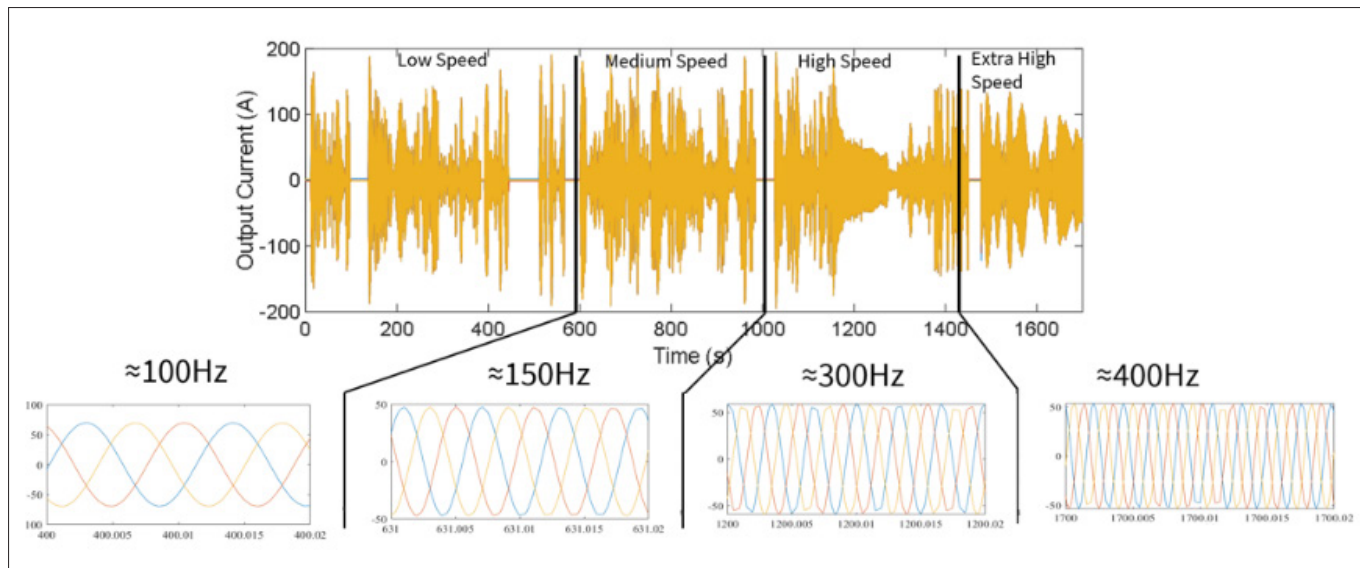 200
100
0
-100
-200
Output Current (A)
Low Speed
Medium Speed
High Speed
Extra High
Speed
0 200 400 600 800 1000 1200 1400 1600
Time (s)
≈100Hz
≈150Hz
≈300Hz
≈400Hz
100
50
0
-50
100
400 400.005 400.01 400.015 400.02
50
0
-50
631 631.005 631.01 631.015 631.02
50
0
-50
1200 1200.005 1200.01 1200.015 1200.02
50
0
-50
1700 1700.005 1700.01 1700.015 1700.02